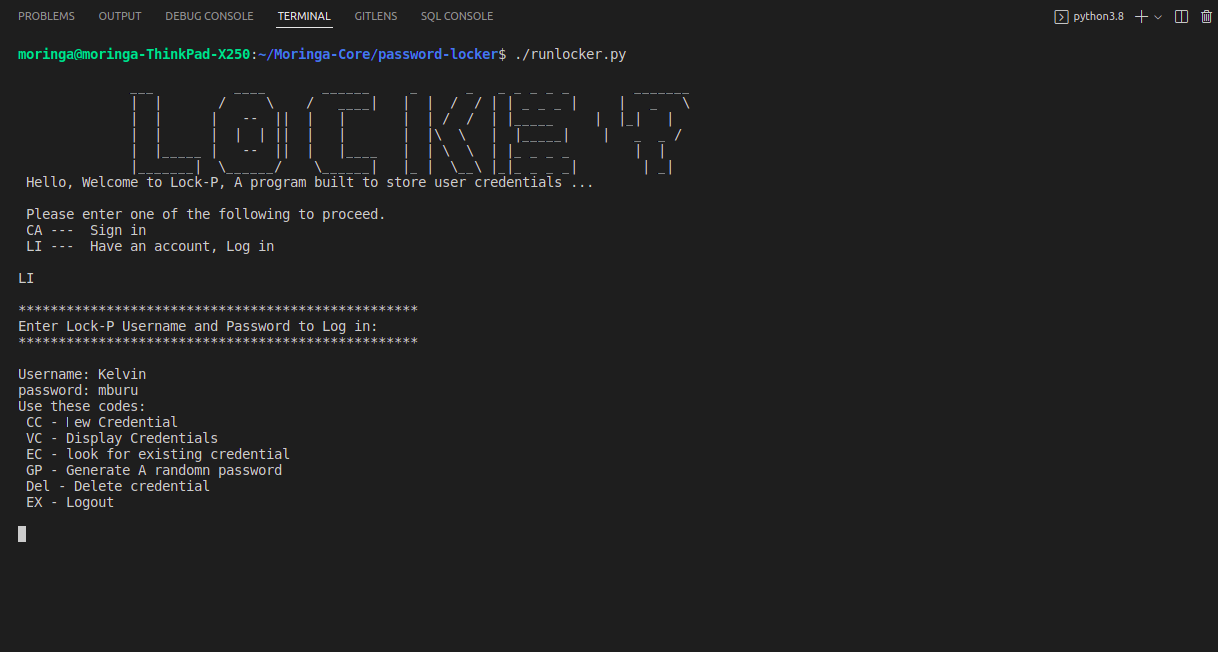 PROBLEMS OUTPUT DEBUG CONSOLE TERMINAL GITLENS SQL CONSOLE python3.8
moringa@moringa-ThinkPad-X250:~/Moringa-Core/password-locker$ ./runlocker.py
Hello, Welcome to Lock-P, A program built to store user credentials ...
Please enter one of the following to proceed.
CA --- Sign in
LI --- Have an account, Log in
LI
**************************************************
Enter Lock-P Username and Password to Log in:
**************************************************
Username: Kelvin
password: mburu
Use these codes:
CC - ew Credential
VC - Display Credentials
EC - look for existing credential
GP - Generate A randomn password
Del - Delete credential
EX - Logout